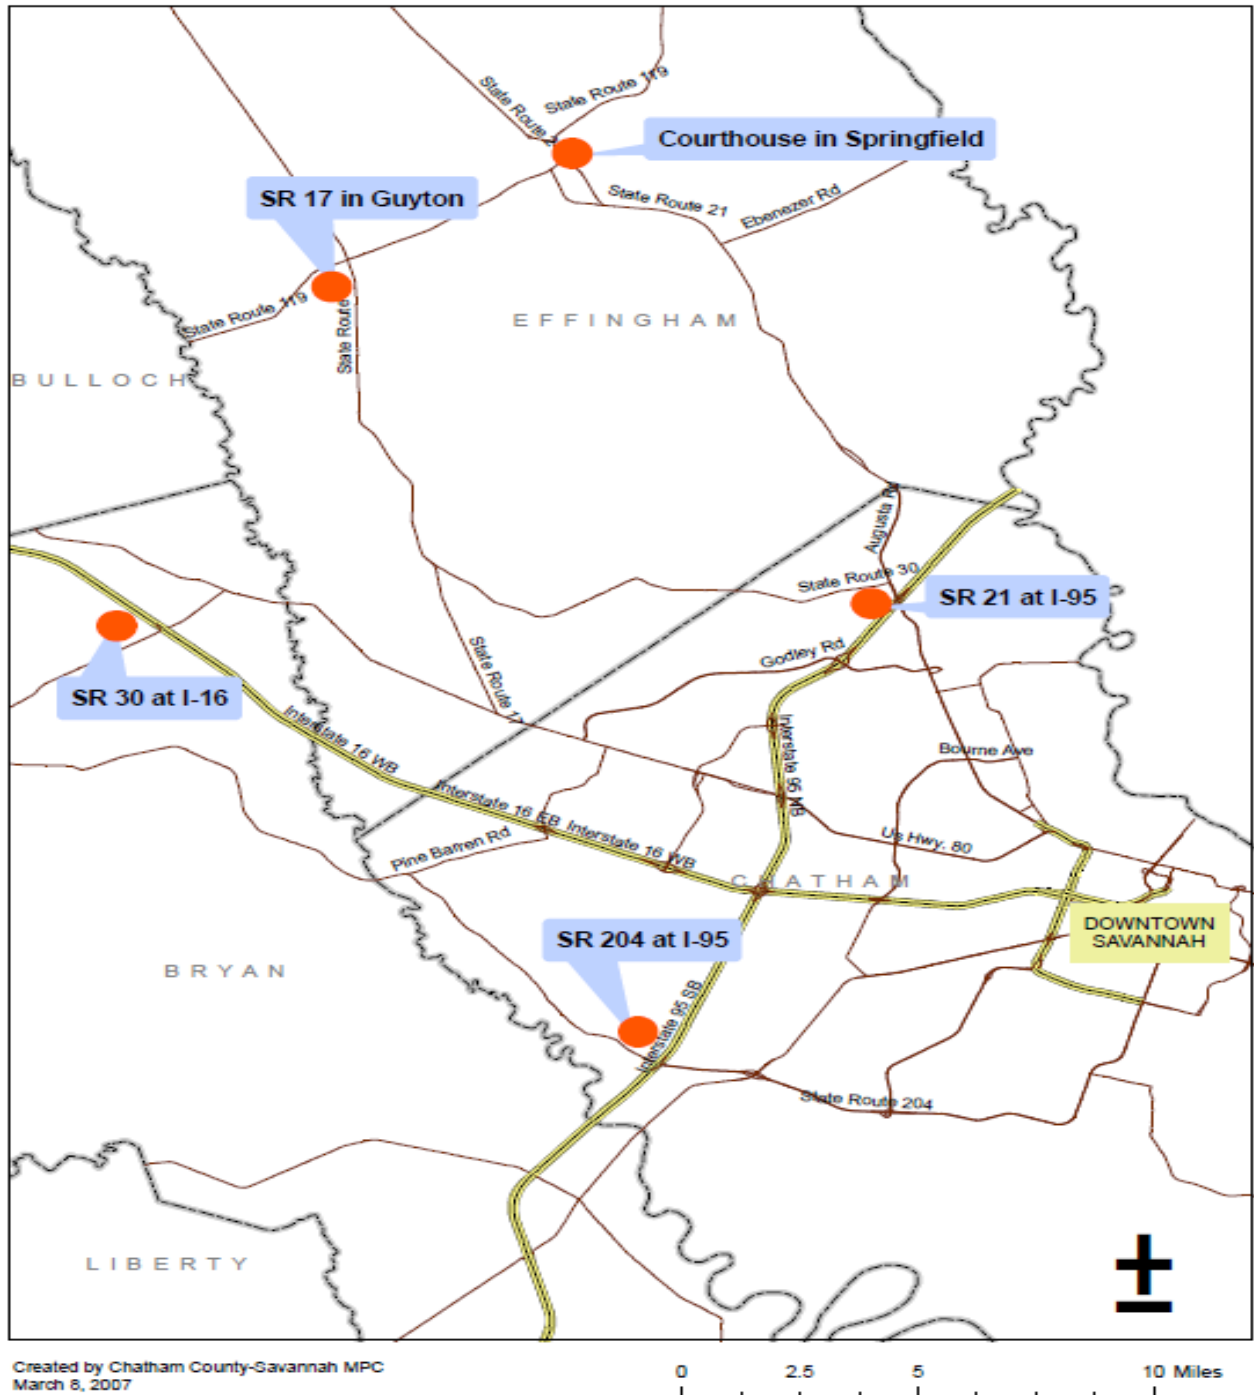 State Route 119
State Route 2
Courthouse in Springfield
SR 17 in Guyton
State Route 21
Ebenezer Rd
State Route 119
State Route
EFFINGHAM
BULLOCH
Augusta Rd
State Route 30
SR 21 at I-95
SR 30 at I-16
Godley Rd
State Route 17
Interstate 16 WB
Interstate 95 NB
Bourne Ave
Interstate 16 EB
Interstate 16 WB
Pine Barren Rd
Us Hwy. 80
CHATHAM
DOWNTOWN
SAVANNAH
SR 204 at I-95
BRYAN
Interstate 95 SB
State Route 204
LIBERTY
Created by Chatham County-Savannah MPC
March 8, 2007
0 2.5 5 10 Miles